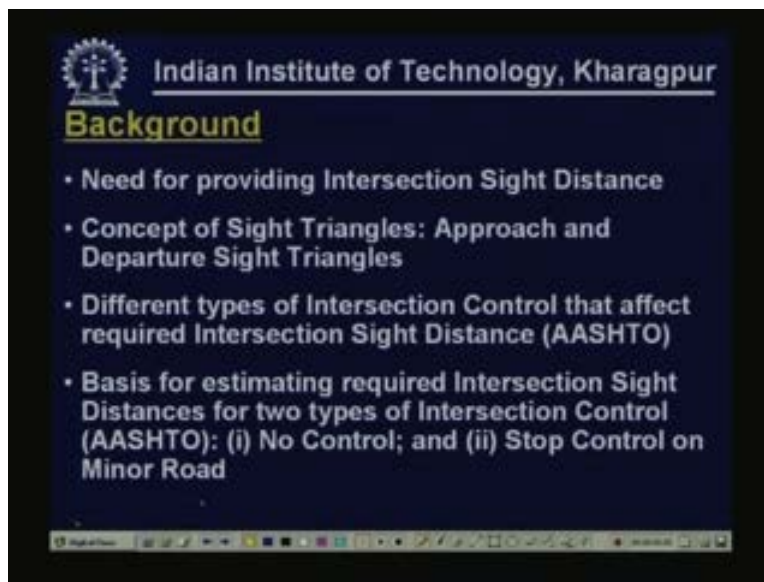 Indian Institute of Technology, Kharagpur
Background
• Need for providing Intersection Sight Distance
• Concept of Sight Triangles: Approach and
Departure Sight Triangles
• Different types of Intersection Control that affect
required Intersection Sight Distance (AASHTO)
• Basis for estimating required Intersection Sight
Distances for two types of Intersection Control
(AASHTO): (i) No Control; and (ii) Stop Control on
Minor Road